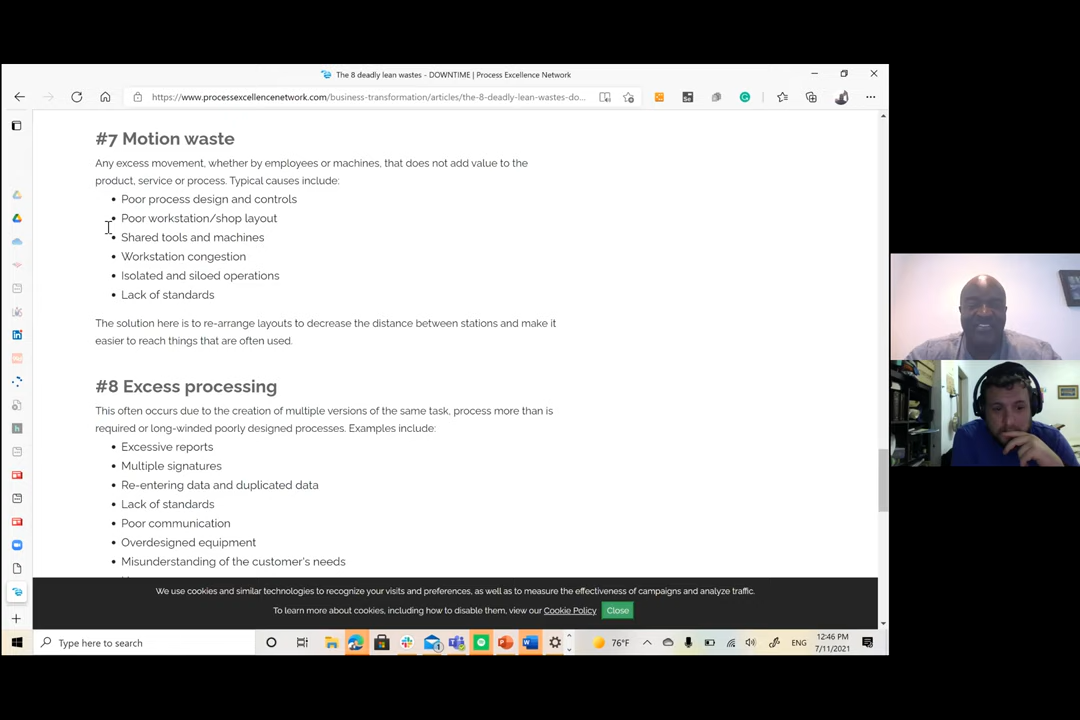 The 8 deadly lean wastes - DOWNTIME | Process Excellence Network
https://www.processexcellencenetwork.com/business-transformation/articles/the-8-deadly-lean-wastes-do...
#7 Motion waste
Any excess movement, whether by employees or machines, that does not add value to the
product, service or process. Typical causes include:
• Poor process design and controls
• Poor workstation/shop layout
• Shared tools and machines
• Workstation congestion
• Isolated and siloed operations
• Lack of standards
The solution here is to re-arrange layouts to decrease the distance between stations and make it
easier to reach things that are often used.
#8 Excess processing
This often occurs due to the creation of multiple versions of the same task, process more than is
required or long-winded poorly designed processes. Examples include:
• Excessive reports
• Multiple signatures
• Re-entering data and duplicated data
• Lack of standards
• Poor communication
• Overdesigned equipment
• Misunderstanding of the customer's needs
We use cookies and similar technologies to recognize your visits and preferences, as well as to measure the effectiveness of campaigns and analyze traffic.
To learn more about cookies, including how to disable them, view our Cookie Policy Close
Type here to search
76°F
ENG
12:46 PM
7/11/2021